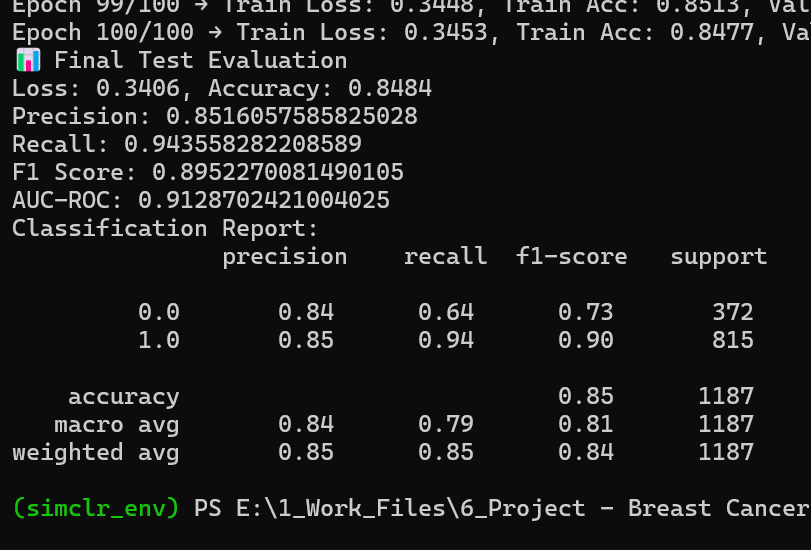 Epoch 99/100 → Train Loss: 0.3448, Train Acc: 0.8513, Val
Epoch 100/100 → Train Loss: 0.3453, Train Acc: 0.8477, Va
📊 Final Test Evaluation
Loss: 0.3406, Accuracy: 0.8484
Precision: 0.8516057585825028
Recall: 0.943558282208589
F1 Score: 0.8952270081490105
AUC-ROC: 0.9128702421004025
Classification Report:
precision recall f1-score support
0.0 0.84 0.64 0.73 372
1.0 0.85 0.94 0.90 815
accuracy 0.85 1187
macro avg 0.84 0.79 0.81 1187
weighted avg 0.85 0.85 0.84 1187
(simclr_env) PS E:\1_Work_Files\6_Project - Breast Cancer